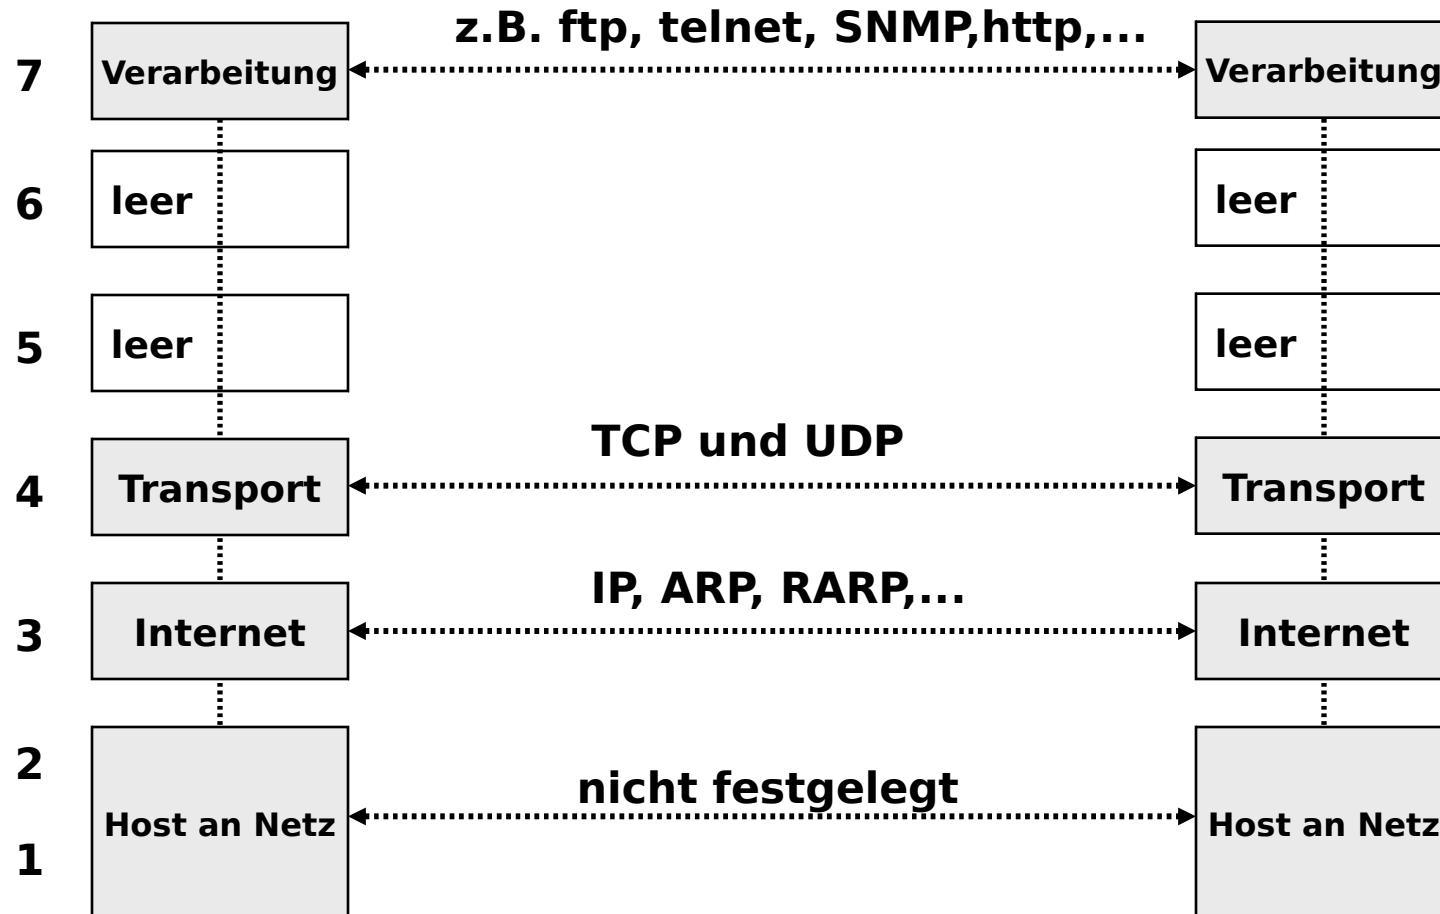 z.B. ftp, telnet, SNMP,http,...
7 Verarbeitung Verarbeitung
6 leer leer
5 leer leer
TCP und UDP
4 Transport Transport
IP, ARP, RARP,...
3 Internet Internet
2
nicht festgelegt
Host an Netz Host an Netz
1